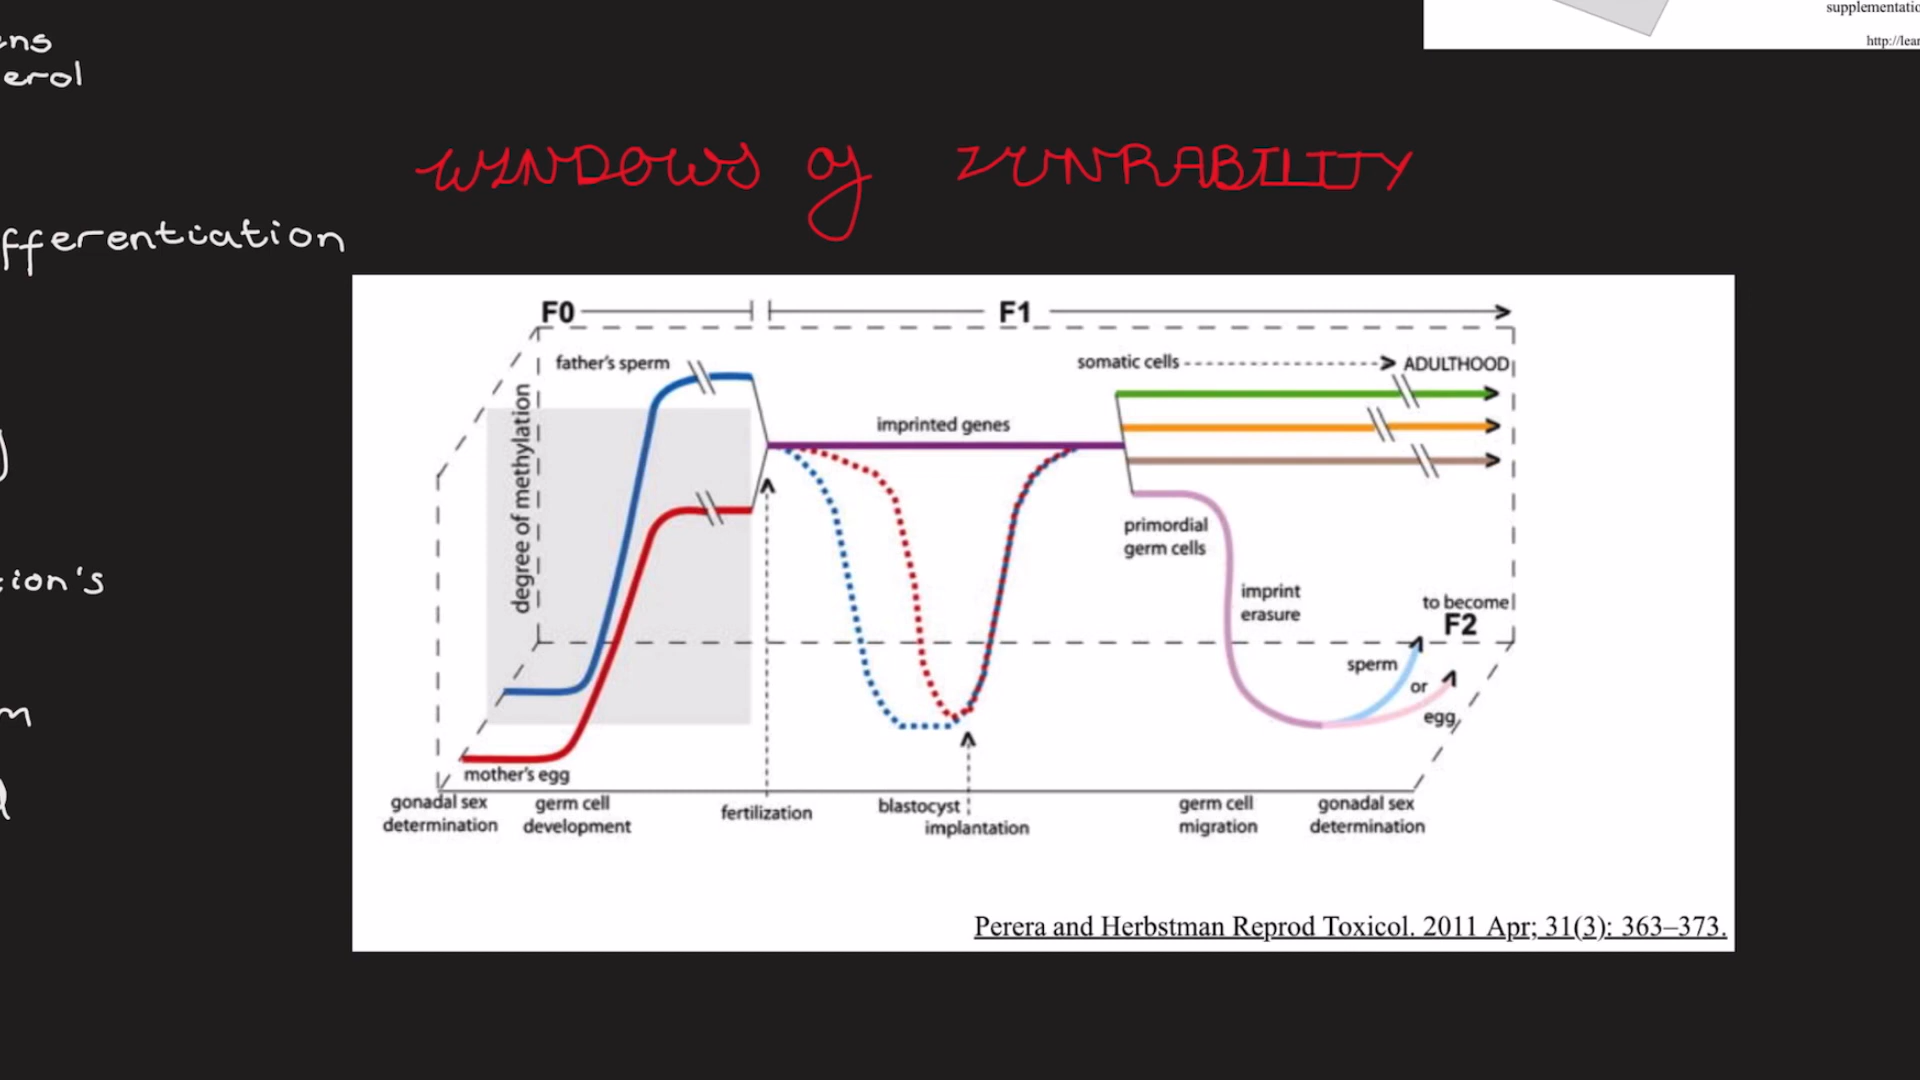 supplementatio
http://lear
ens
erol
WINDOWS of VUNRABILITY
fferentiation
F0
F1
father's sperm
somatic cells
ADULTHOOD
degree of methylation
imprinted genes
primordial
germ cells
imprint
erasure
tion's
to become
F2
sperm
or
egg
m
mother's egg
gonadal sex
determination
germ cell
development
fertilization
blastocyst
implantation
germ cell
migration
gonadal sex
determination
Perera and Herbstman Reprod Toxicol. 2011 Apr; 31(3): 363–373.